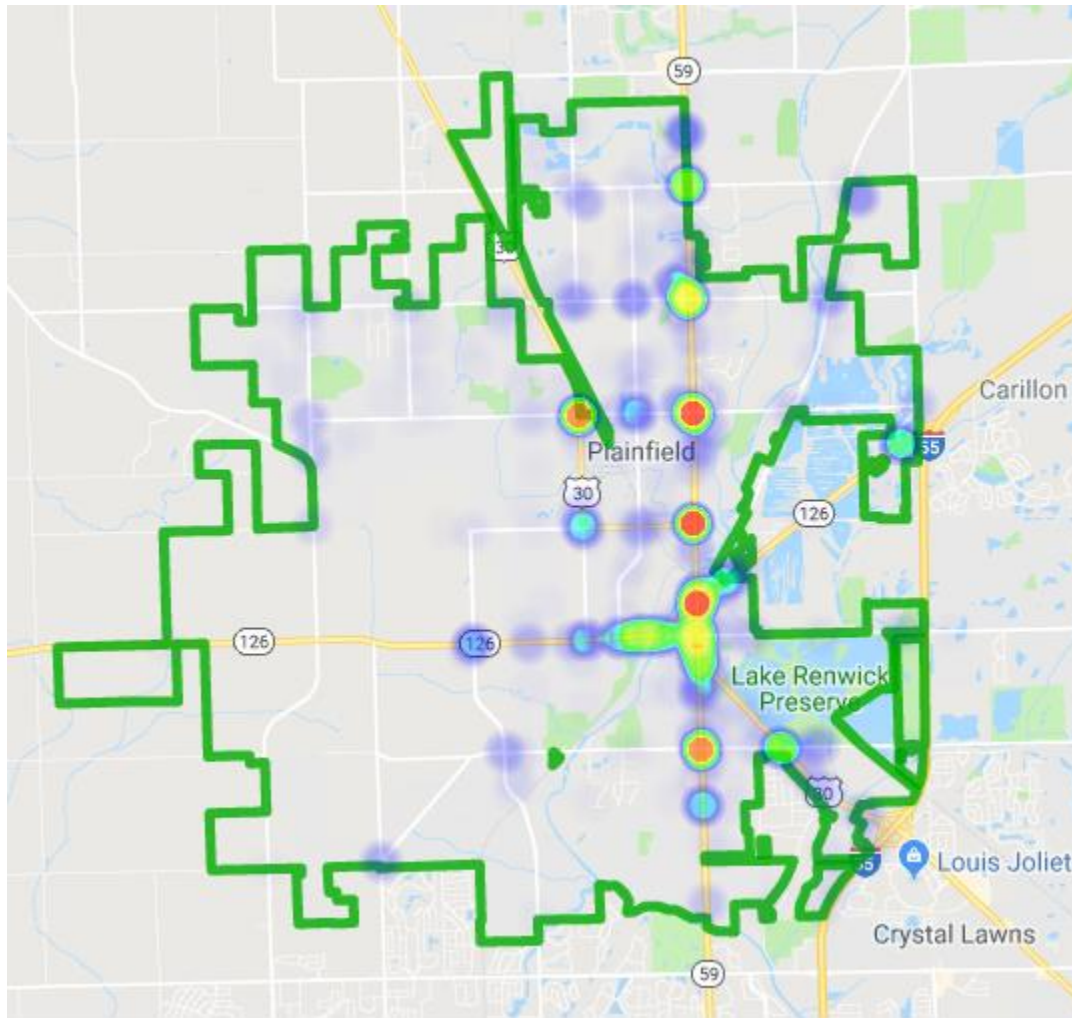 59
30
Carillon
Plainfield
55
30
126
126
126
Lake Renwick
Preserve
30
55
Louis Joliet
Crystal Lawns
59